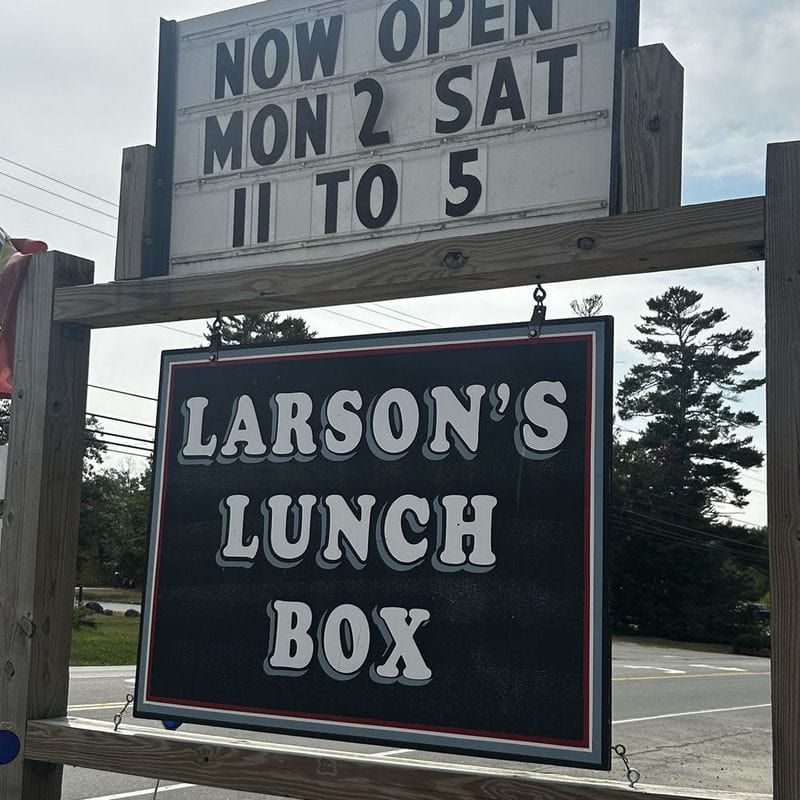 NOW OPEN
MON 2 SAT
11 TO 5
LARSON'S
LUNCH
BOX